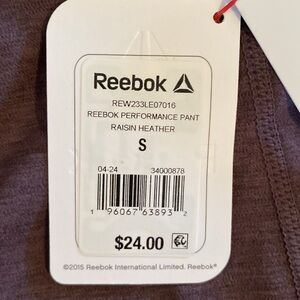 Reebok
REW233LE07016
REEBOK PERFORMANCE PANT
RAISIN HEATHER
S
04-24 34000878
1 96067 63893 2
$24.00
©2015 Reebok International Limited. Reebok®